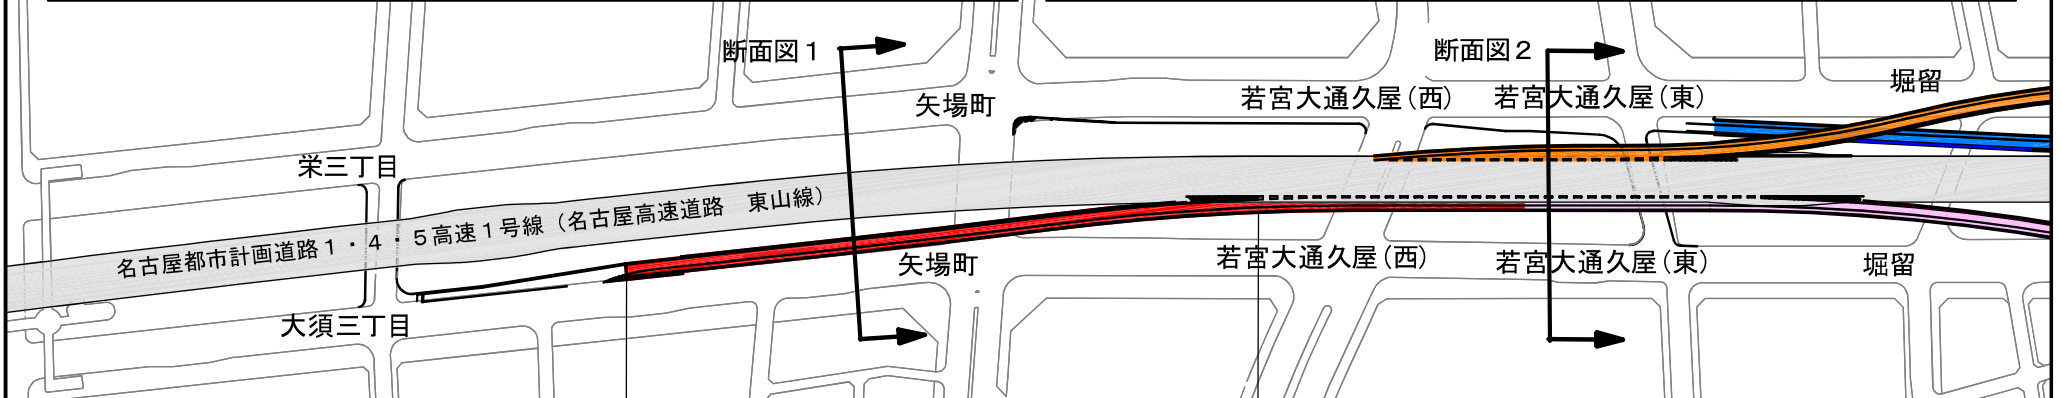 断面図１
断面図２
堀留
矢場町
若宮大通久屋(西)
若宮大通久屋(東)
栄三丁目
名古屋都市計画道路１・４・５高速１号線（名古屋高速道路　東山線）
矢場町
若宮大通久屋(西)
若宮大通久屋(東)
堀留
大須三丁目